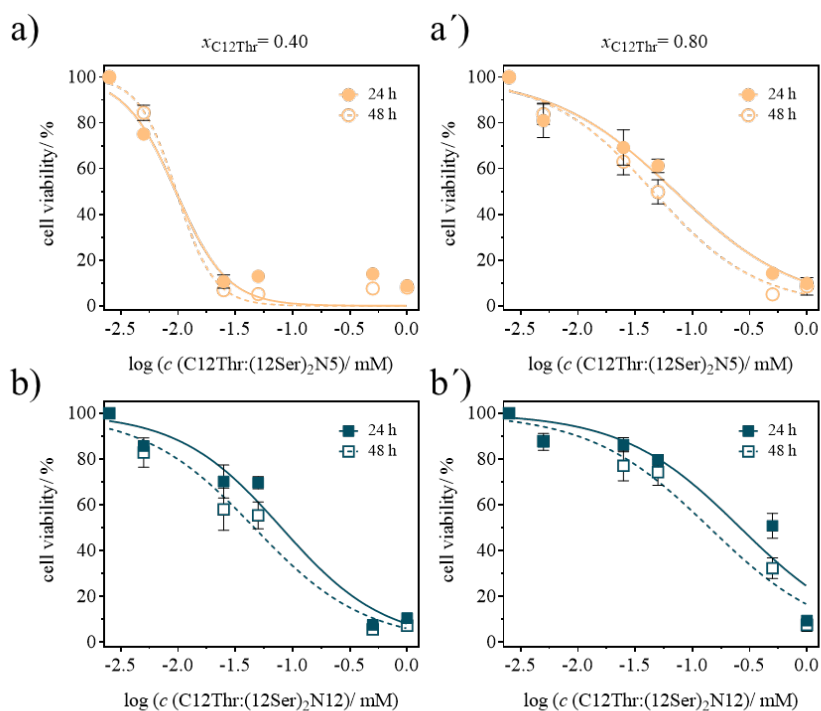 a)
xC12Thr= 0.40
a´)
xC12Thr= 0.80
100
80
60
40
20
0
cell viability/ %
24 h
48 h
-2.5 -2.0 -1.5 -1.0 -0.5 0.0
log (c (C12Thr:(12Ser)2N5)/ mM)
100
80
60
40
20
0
cell viability/ %
24 h
48 h
-2.5 -2.0 -1.5 -1.0 -0.5 0.0
log (c (C12Thr:(12Ser)2N5)/ mM)
b)
100
80
60
40
20
0
cell viability/ %
24 h
48 h
-2.5 -2.0 -1.5 -1.0 -0.5 0.0
log (c (C12Thr:(12Ser)2N12)/ mM)
b´)
100
80
60
40
20
0
cell viability/ %
24 h
48 h
-2.5 -2.0 -1.5 -1.0 -0.5 0.0
log (c (C12Thr:(12Ser)2N12)/ mM)